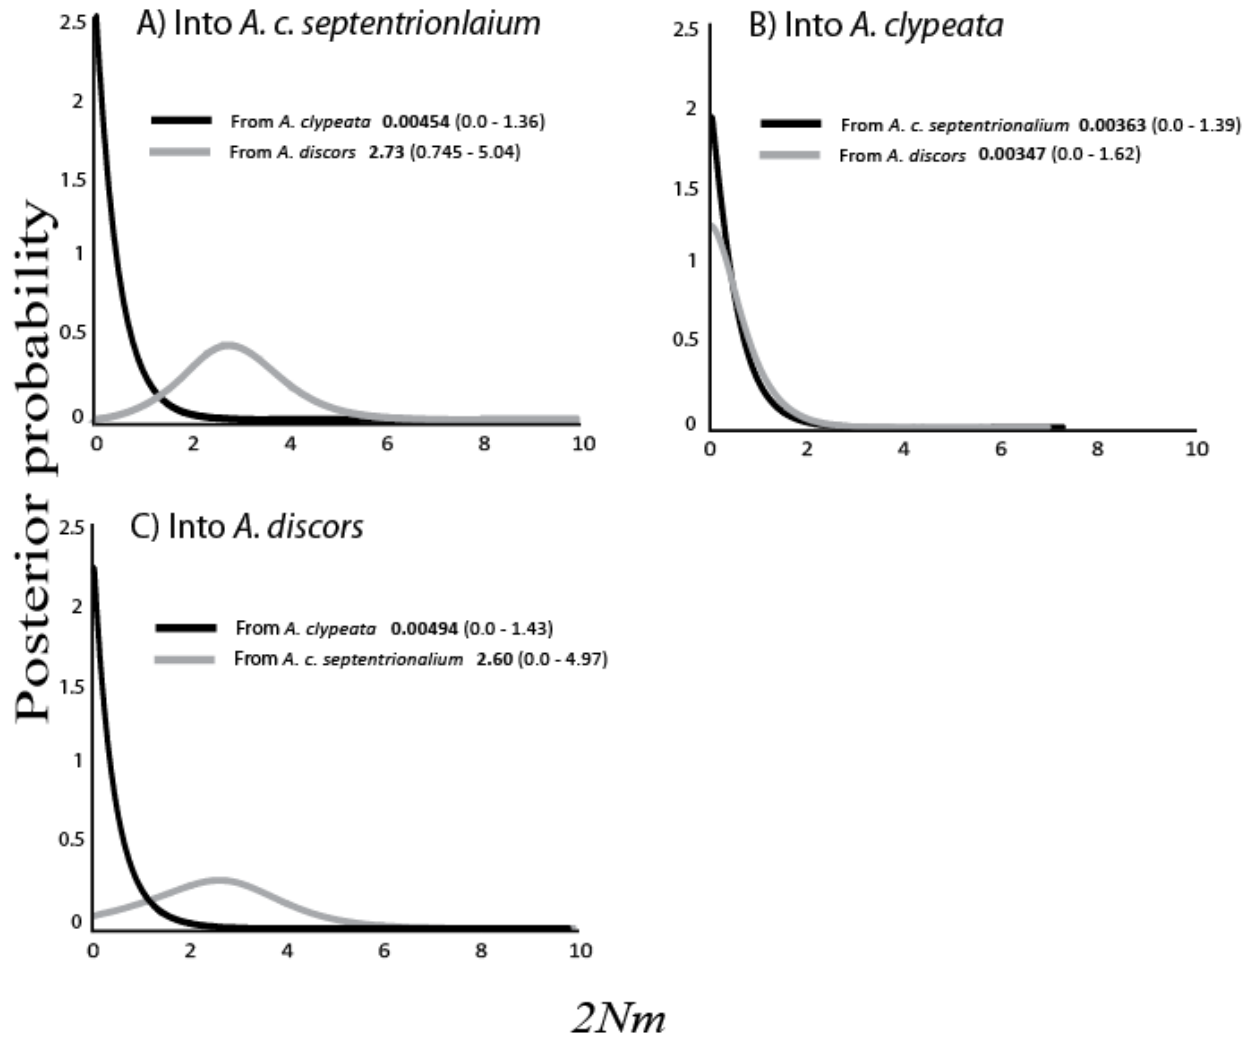 A) Into A. c. septentrionlaium
2.5
2
1.5
1
0.5
0
From A. clypeata 0.00454 (0.0 - 1.36)
From A. discors 2.73 (0.745 - 5.04)
0 2 4 6 8 10
B) Into A. clypeata
2.5
2
1.5
1
0.5
0
From A. c. septentrionalium 0.00363 (0.0 - 1.39)
From A. discors 0.00347 (0.0 - 1.62)
0 2 4 6 8 10
C) Into A. discors
2.5
2
1.5
1
0.5
0
From A. clypeata 0.00494 (0.0 - 1.43)
From A. c. septentrionalium 2.60 (0.0 - 4.97)
0 2 4 6 8 10
Posterior probability
2Nm